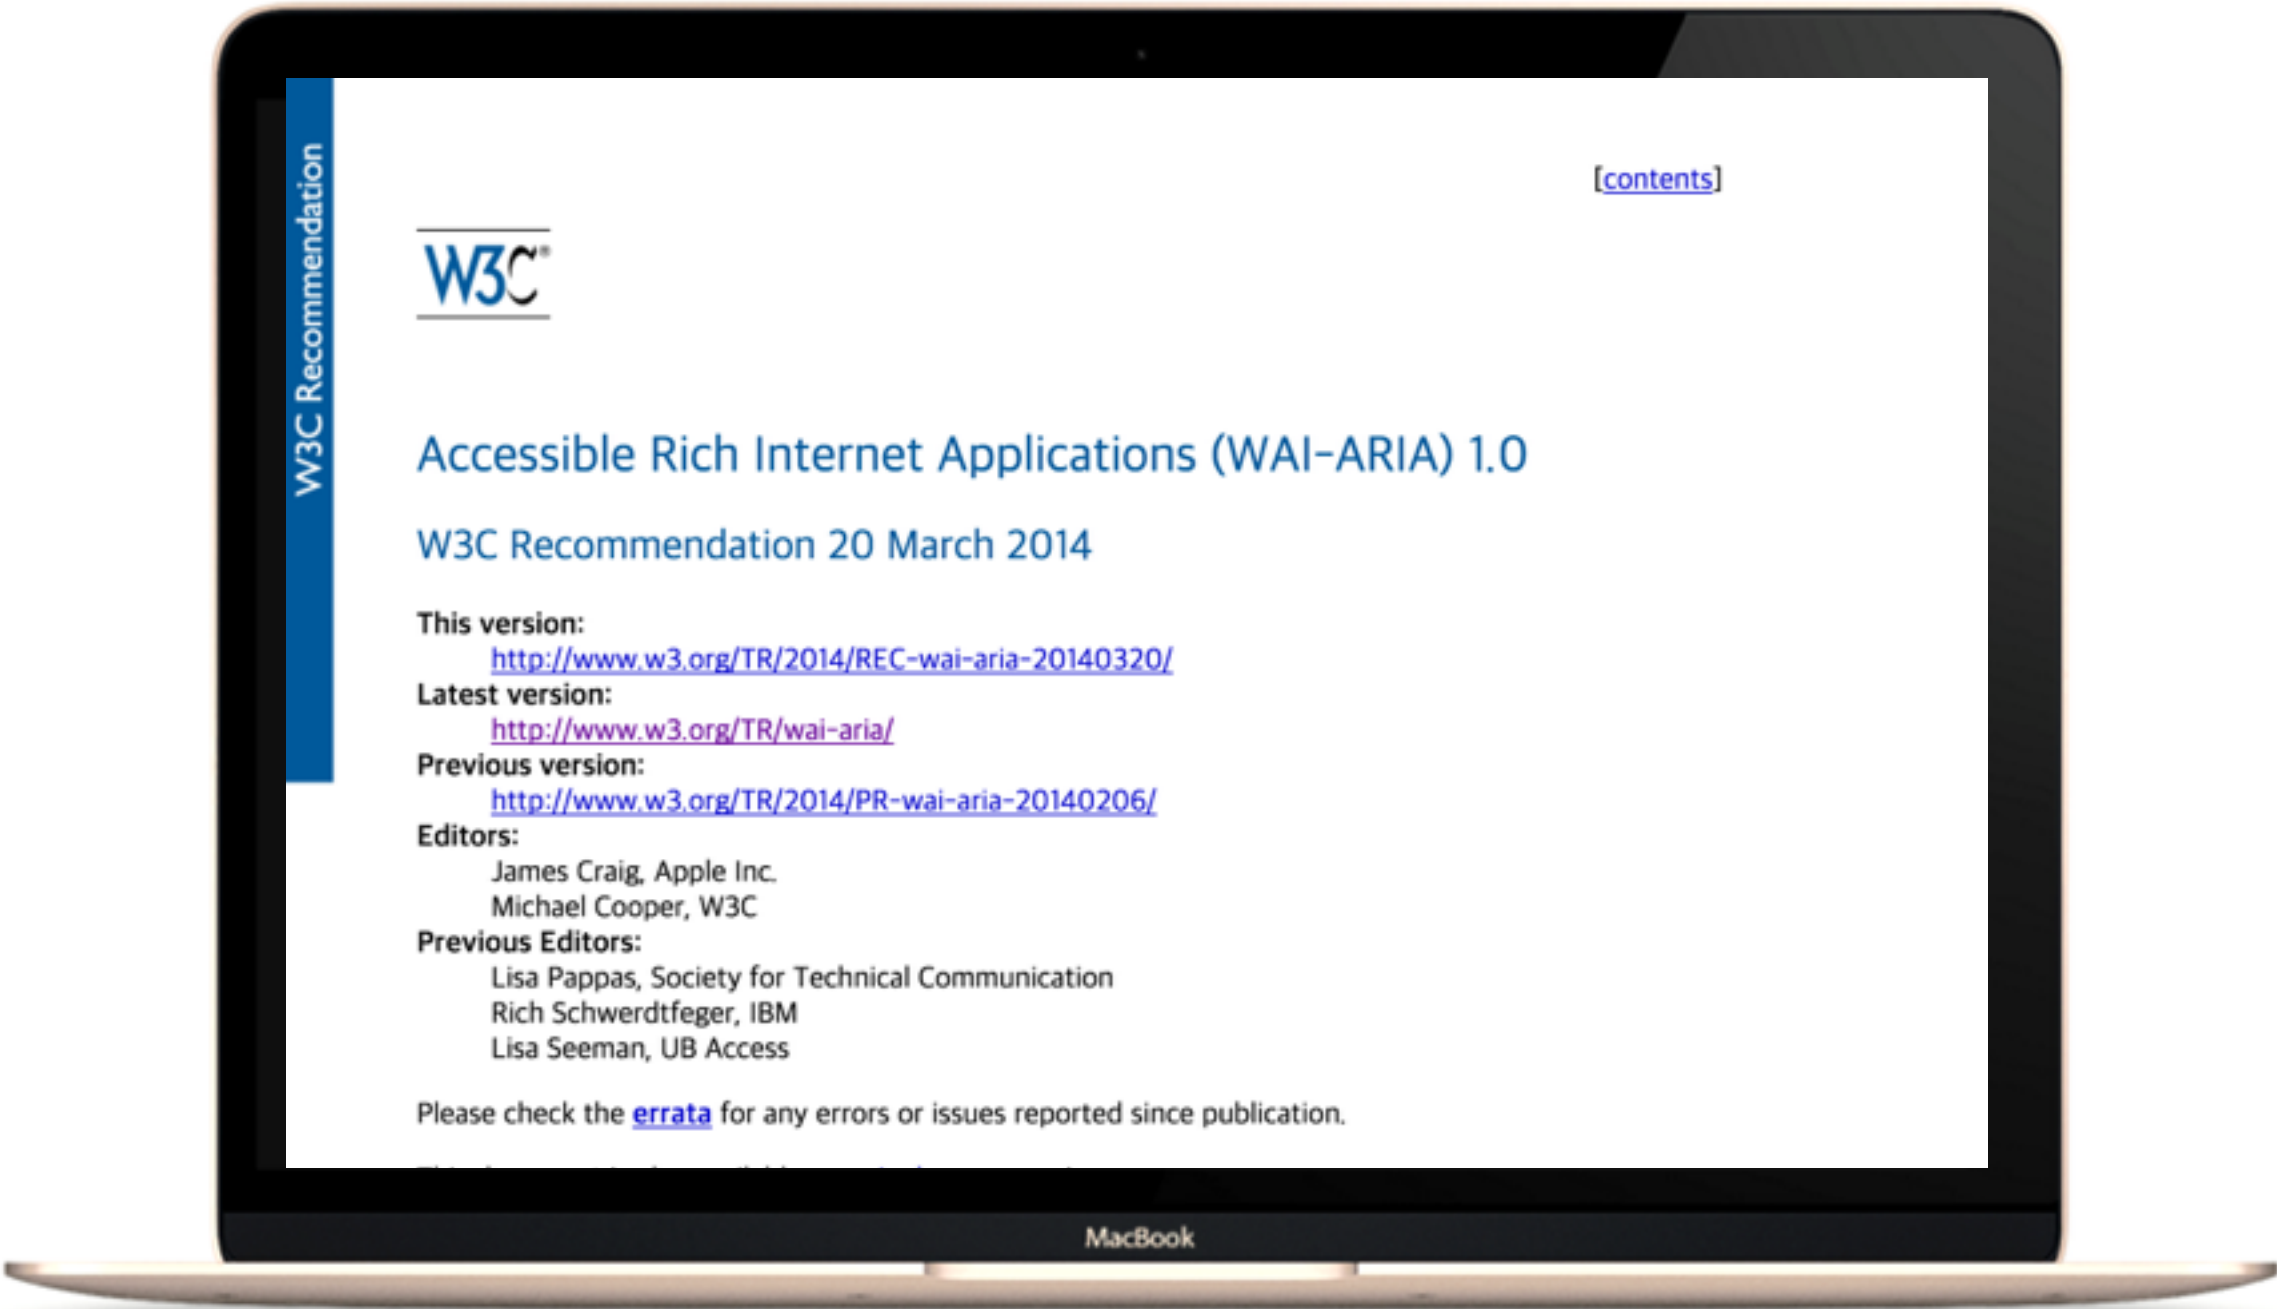 W3C Recommendation
[contents]
W3C®
Accessible Rich Internet Applications (WAI-ARIA) 1.0
W3C Recommendation 20 March 2014
This version:
http://www.w3.org/TR/2014/REC-wai-aria-20140320/
Latest version:
http://www.w3.org/TR/wai-aria/
Previous version:
http://www.w3.org/TR/2014/PR-wai-aria-20140206/
Editors:
James Craig, Apple Inc.
Michael Cooper, W3C
Previous Editors:
Lisa Pappas, Society for Technical Communication
Rich Schwerdtfeger, IBM
Lisa Seeman, UB Access
Please check the errata for any errors or issues reported since publication.
MacBook